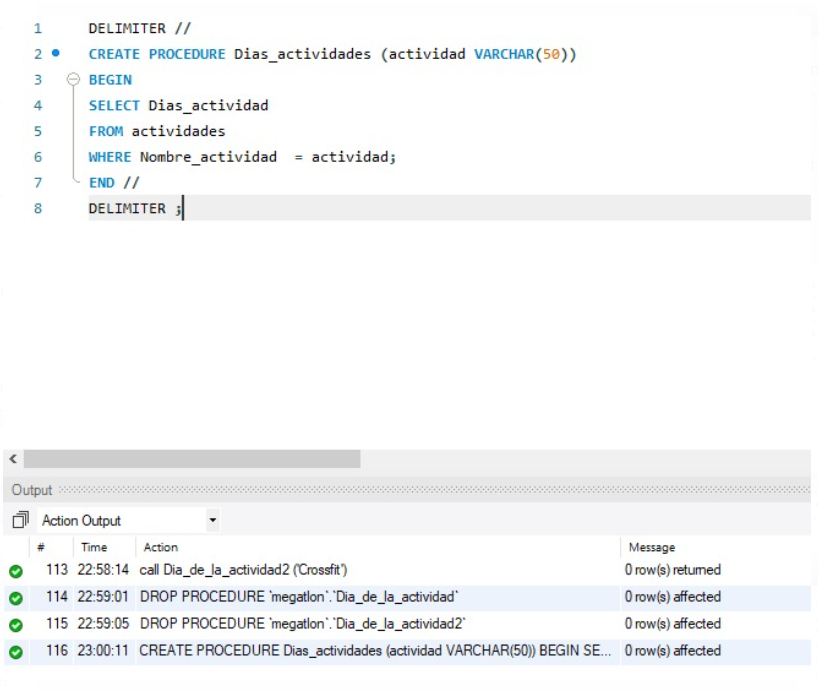 1 DELIMITER //
2 CREATE PROCEDURE Dias_actividades (actividad VARCHAR(50))
3 BEGIN
4 SELECT Dias_actividad
5 FROM actividades
6 WHERE Nombre_actividad  = actividad;
7 END //
8 DELIMITER ;
Output
Action Output
# Time Action Message
113 22:58:14 call Dia_de_la_actividad2 ('Crossfit') 0 row(s) returned
114 22:59:01 DROP PROCEDURE `megatlon`.`Dia_de_la_actividad` 0 row(s) affected
115 22:59:05 DROP PROCEDURE `megatlon`.`Dia_de_la_actividad2` 0 row(s) affected
116 23:00:11 CREATE PROCEDURE Dias_actividades (actividad VARCHAR(50)) BEGIN SE... 0 row(s) affected